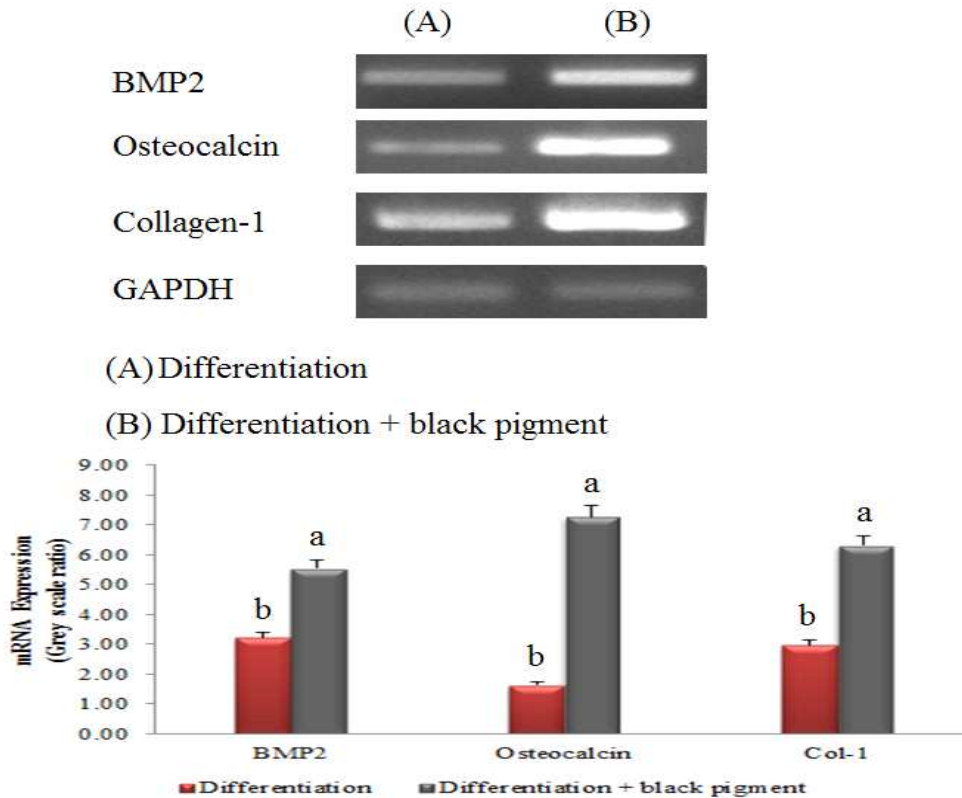 (A) (B)
BMP2
Osteocalcin
Collagen-1
GAPDH
(A) Differentiation
(B) Differentiation + black pigment
mRNA Expression
(Grey scale ratio)
9.00
8.00
7.00
6.00
5.00
4.00
3.00
2.00
1.00
0.00
b a
b a
b a
BMP2 Osteocalcin Col-1
Differentiation Differentiation + black pigment